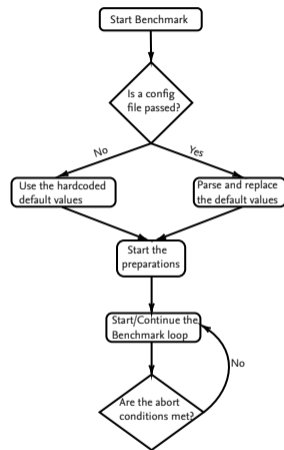 Start Benchmark
Is a config
file passed?
No
Yes
Use the hardcoded
default values
Parse and replace
the default values
Start the
preparations
Start/Continue the
Benchmark loop
No
Are the abort
conditions met?